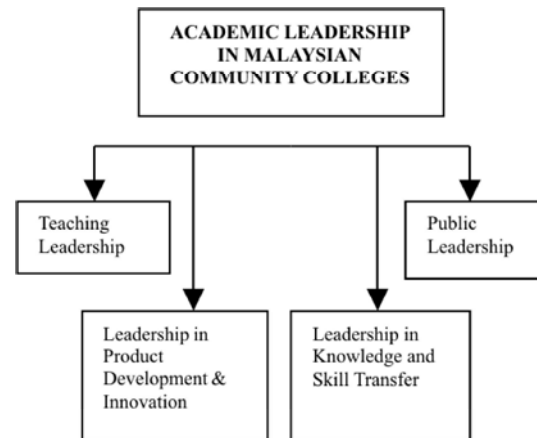 ACADEMIC LEADERSHIP
IN MALAYSIAN
COMMUNITY COLLEGES
Teaching
Leadership
Public
Leadership
Leadership in
Product
Development &
Innovation
Leadership in
Knowledge and
Skill Transfer